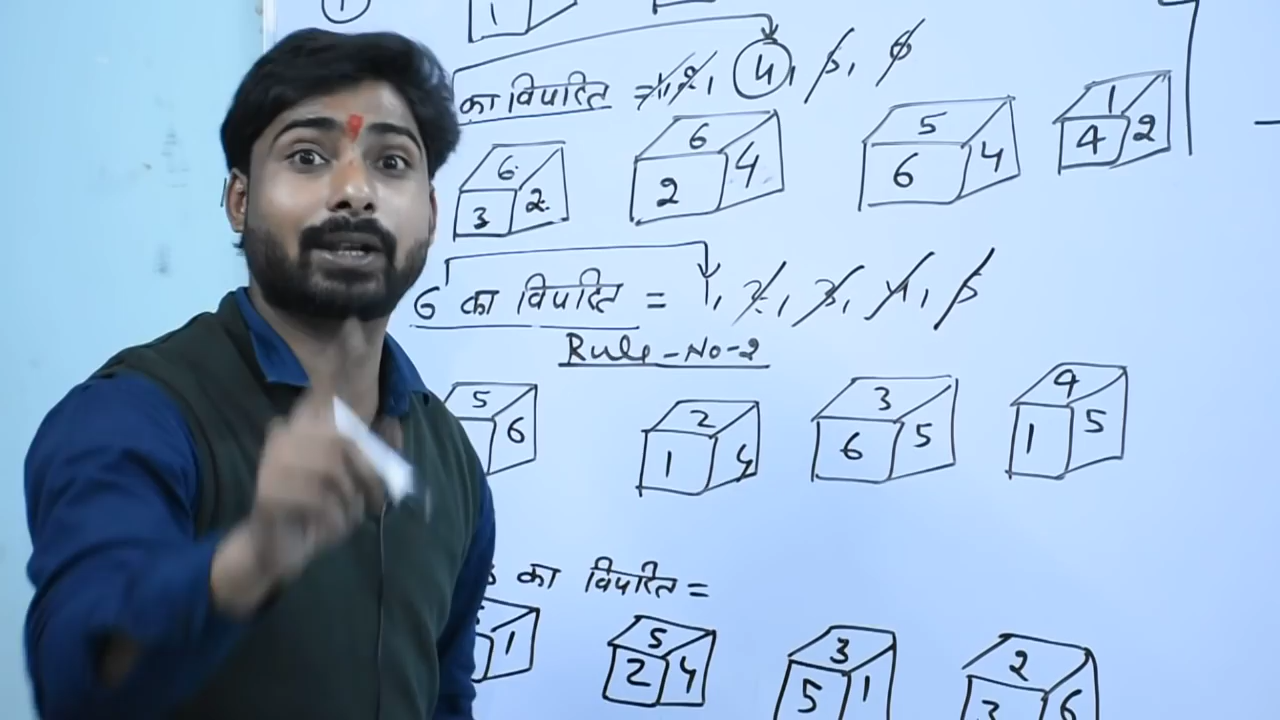 1
1
का विपरित = 1, 2, 4, 5, 6
6 3 2
6 2 4
5 6 4
1 4 2
6 का विपरित = 1, 2, 3, 4, 5
Rule-No-2
5 6
2 1 4
3 6 5
4 1 5
का विपरित =
1
5 2 4
3 5 1
2 3 6